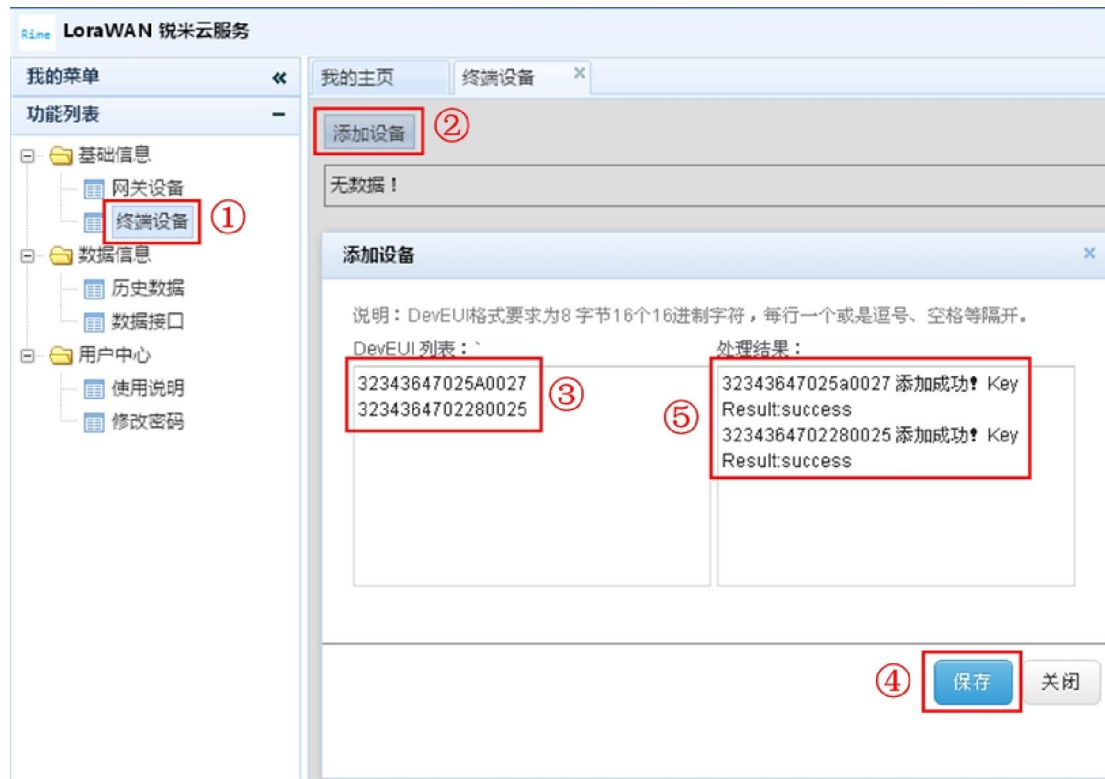 Rime LoraWAN 锐米云服务
我的菜单 «
我的主页 终端设备 ×
功能列表 −
添加设备 ②
基础信息
无数据！
网关设备
终端设备 ①
数据信息
历史数据
数据接口
用户中心
使用说明
修改密码
添加设备 ×
说明：DevEUI格式要求为8字节16个16进制字符，每行一个或是逗号、空格等隔开。
DevEUI 列表：`
32343647025A0027
3234364702280025
③
处理结果：
32343647025a0027 添加成功！ Key
Result:success
3234364702280025 添加成功！ Key
Result:success
⑤
④
保存 关闭